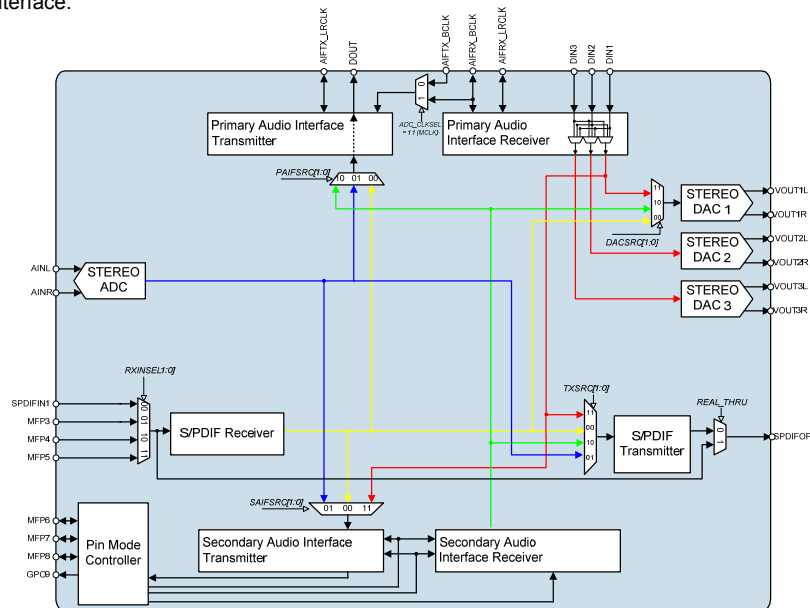 interface.
AIFTX_LRCLK
DOUT
AIFTX_BCLK
AIFRX_BCLK
AIFRX_LRCLK
DIN3
DIN2
DIN1
1 0
ADC_CLKSEL
= 11 (MCLK)
Primary Audio Interface
Transmitter
Primary Audio
Interface Receiver
PAIFSRC[1:0]
10 01 00
11
10
00
DACSRC[1:0]
STEREO
DAC 1
VOUT1L
VOUT1R
STEREO
DAC 2
VOUT2L
VOUT2R
STEREO
DAC 3
VOUT3L
VOUT3R
AINL
AINR
STEREO
ADC
RXINSEL1:0]
SPDIFIN1
MFP3
MFP4
MFP5
00
01
10
11
S/PDIF Receiver
TXSRC[1:0]
11
00
10
01
S/PDIF
Transmitter
REAL_THRU
0
1
SPDIFOP
SAIFSRC[1:0]
01 00 11
MFP6
MFP7
MFP8
GPO9
Pin Mode
Controller
Secondary Audio Interface
Transmitter
Secondary Audio
Interface Receiver